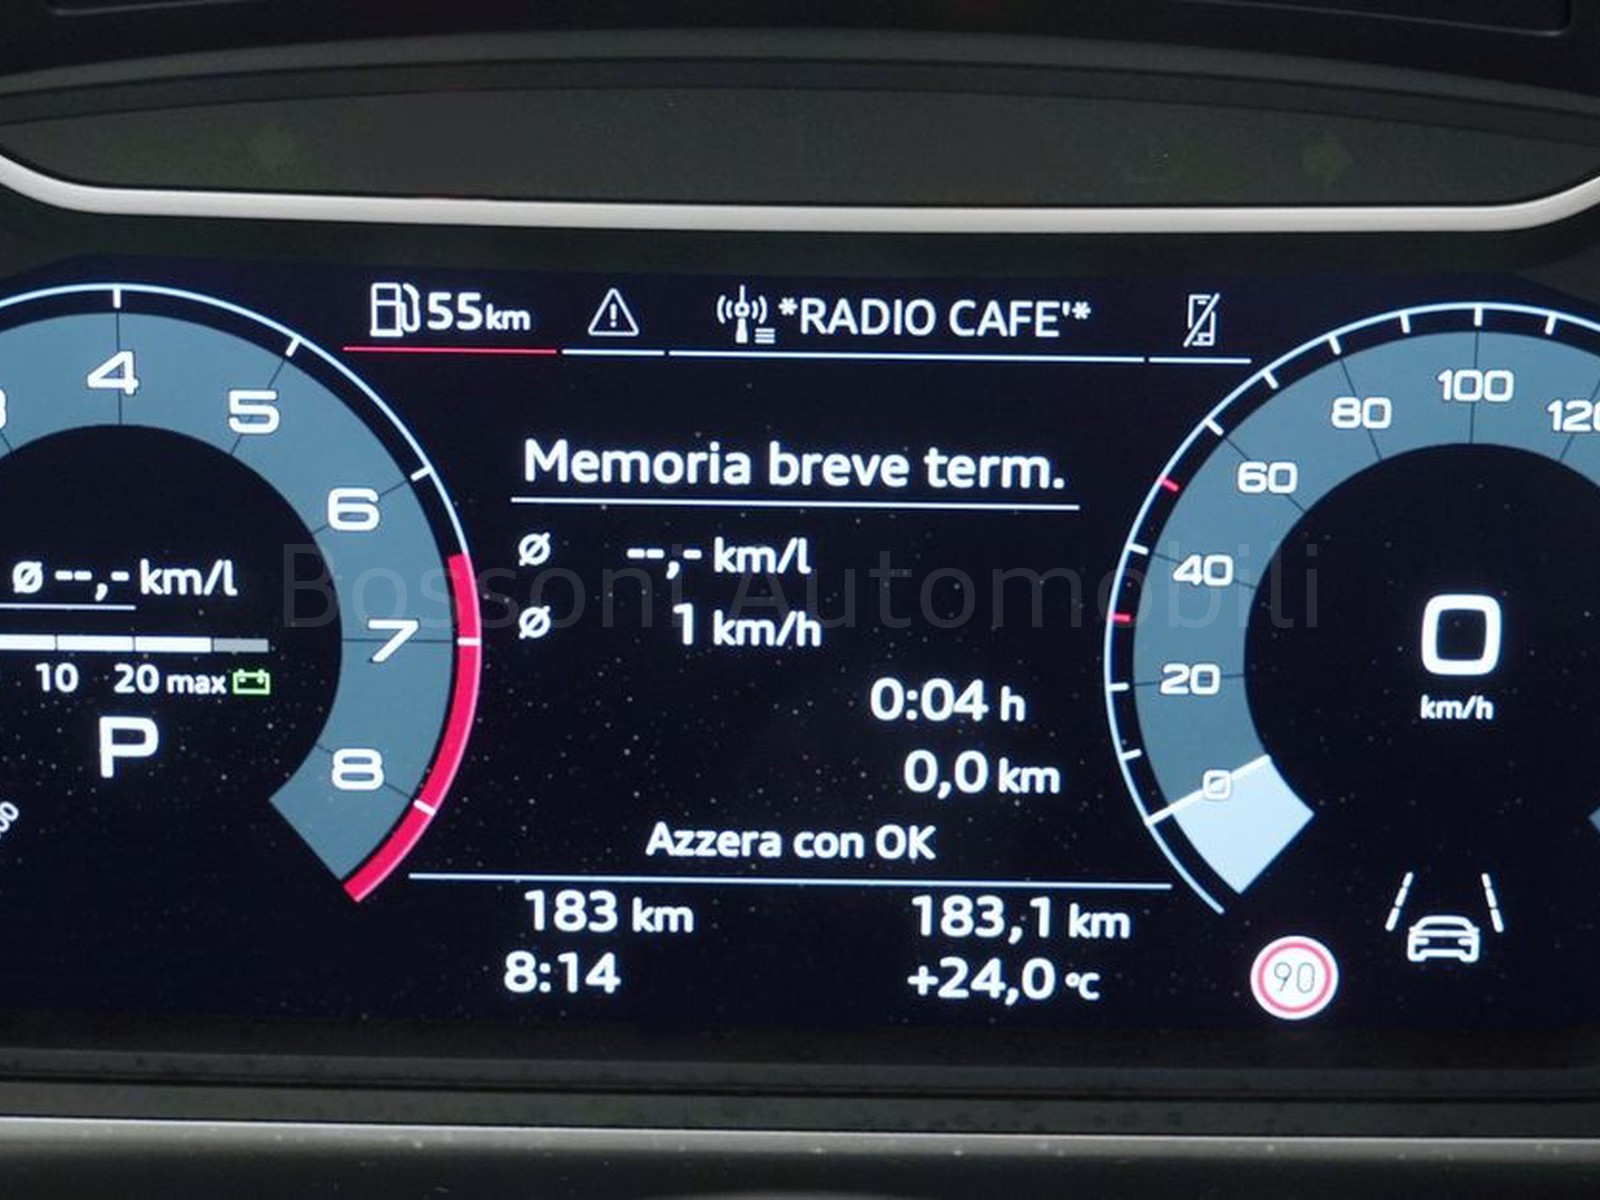 55 km
*RADIO CAFE'*
4
5
6
7
8
Ø --,- km/l
10 20 max
P
Memoria breve term.
Ø --,- km/l
Ø 1 km/h
0:04 h
0,0 km
Azzera con OK
183 km 183,1 km
8:14 +24,0 °C
0
20
40
60
80
100
0
km/h
90
Bossoni Automobili